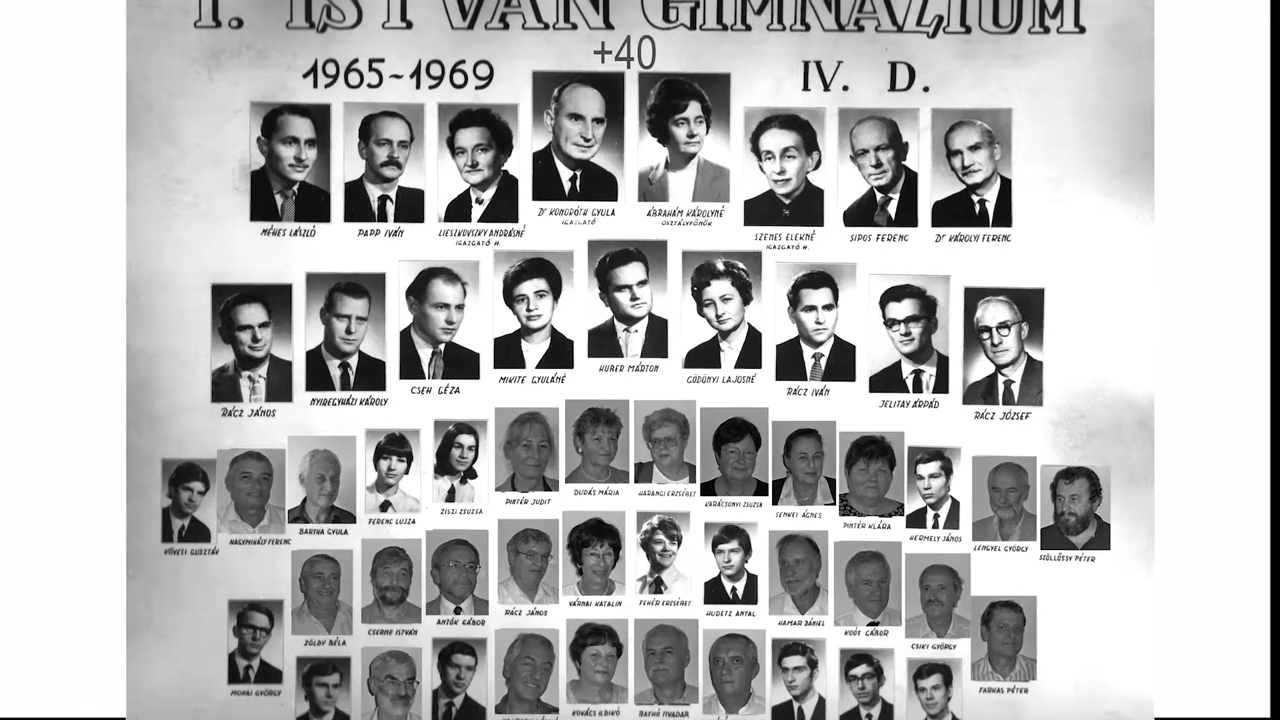 I. ISTVÁN GIMNÁZIUM
+40
1965-1969 IV. D.
MÉHES LÁSZLÓ
PAPP IVÁN
LIESZKOVSZKY ANDRÁSNÉ
IGAZGATÓ H.
Dr KONORÓTH GYULA
IGAZGATÓ
ÁBRAHÁM KÁROLYNÉ
OSZTÁLYFŐNÖK
SZENES ELEKNÉ
IGAZGATÓ H.
SIPOS FERENC
Dr KÁROLYI FERENC
RÁCZ JÁNOS
NYIREGYHÁZI KÁROLY
CSEH GÉZA
MIKITE GYULÁNÉ
HUBER MÁRTON
GÖDÖNYI LAJOSNÉ
RÁCZ IVÁN
JELITAY ÁRPÁD
RÁCZ JÓZSEF
KÖVESI GUSZTÁV
NAGYMIHÁLY FERENC
BARTHA GYULA
FERENC LUJZA
ZISZI ZSUZSA
PINTÉR JUDIT
DUDÁS MÁRIA
HARANGI ERZSÉBET
KARÁCSONYI ZSUZSA
SENKEI ÁGNES
PINTÉR KLÁRA
HERMELY JÁNOS
LENGYEL GYÖRGY
SZÖLLŐSSY PÉTER
MOHAI GYÖRGY
ZÖLDY BÉLA
CSERNE ISTVÁN
ANTÓK GÁBOR
RÁCZ JÁNOS
VÁRNAI KATALIN
FEHÉR ERZSÉBET
HUDETZ ANTAL
HAMAR DÁNIEL
KOÓS GÁBOR
CSIKI GYÖRGY
FARKAS PÉTER
KOVÁCS ILDIKÓ
BATHÓ TIVADAR